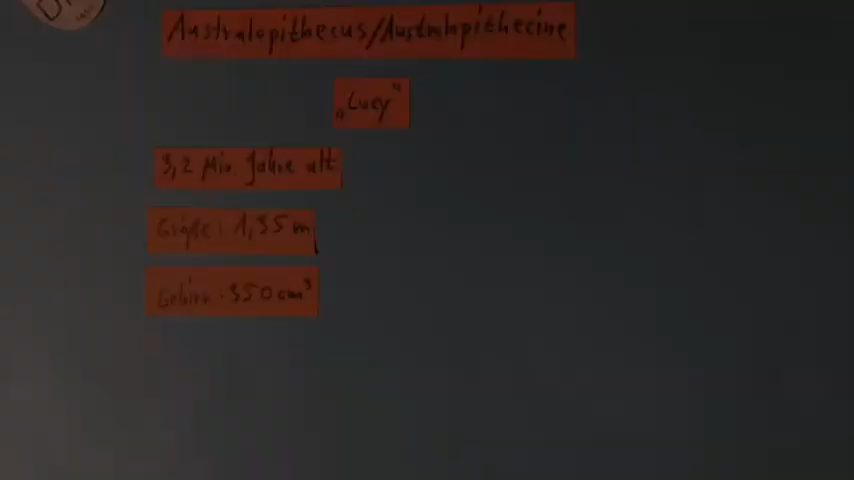 Australopithecus/Australopithecine
„Lucy“
3,2 Mio. Jahre alt
Größe: 1,35 m
Gehirn: 350 cm³